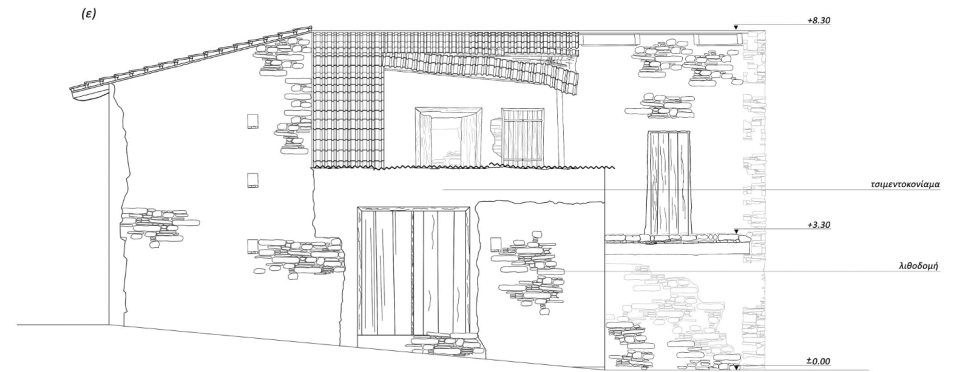 (ε)
+8.30
τσιμεντοκονίαμα
+3.30
λιθοδομή
±0.00